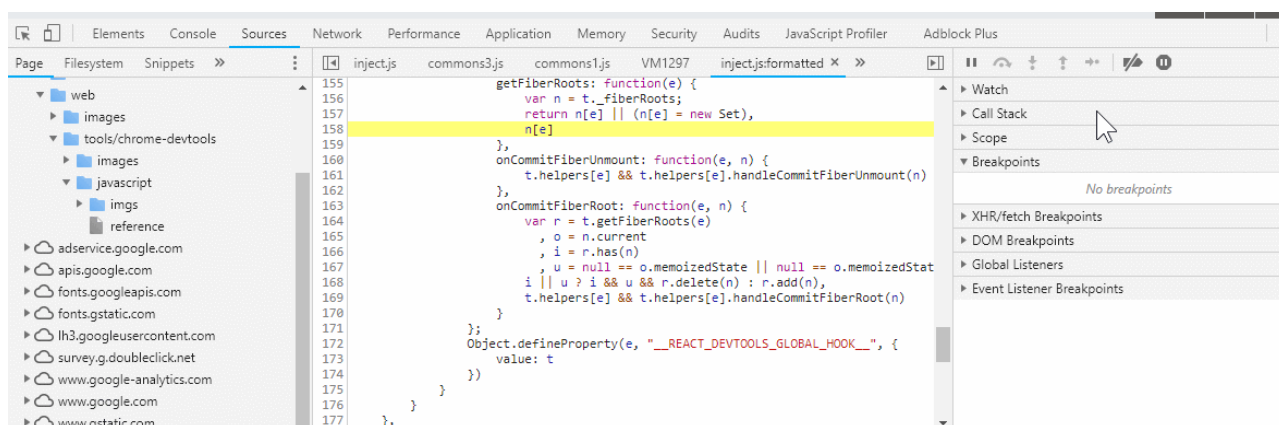 Elements Console Sources Network Performance Application Memory Security Audits JavaScript Profiler Adblock Plus
Page Filesystem Snippets »
web
images
tools/chrome-devtools
images
javascript
imgs
reference
adservice.google.com
apis.google.com
fonts.googleapis.com
fonts.gstatic.com
lh3.googleusercontent.com
survey.g.doubleclick.net
www.google-analytics.com
www.google.com
www.gstatic.com
inject.js commons3.js commons1.js VM1297 inject.js:formatted × »
155 getFiberRoots: function(e) {
156 var n = t._fiberRoots;
157 return n[e] || (n[e] = new Set),
158 n[e]
159 },
160 onCommitFiberUnmount: function(e, n) {
161 t.helpers[e] && t.helpers[e].handleCommitFiberUnmount(n)
162 },
163 onCommitFiberRoot: function(e, n) {
164 var r = t.getFiberRoots(e)
165 , o = n.current
166 , i = r.has(n)
167 , u = null == o.memoizedState || null == o.memoizedStat
168 i || u ? i && u && r.delete(n) : r.add(n),
169 t.helpers[e] && t.helpers[e].handleCommitFiberRoot(n)
170 }
171 };
172 Object.defineProperty(e, "__REACT_DEVTOOLS_GLOBAL_HOOK__", {
173 value: t
174 })
175 }
176 }
177 },
Watch
Call Stack
Scope
Breakpoints
No breakpoints
XHR/fetch Breakpoints
DOM Breakpoints
Global Listeners
Event Listener Breakpoints